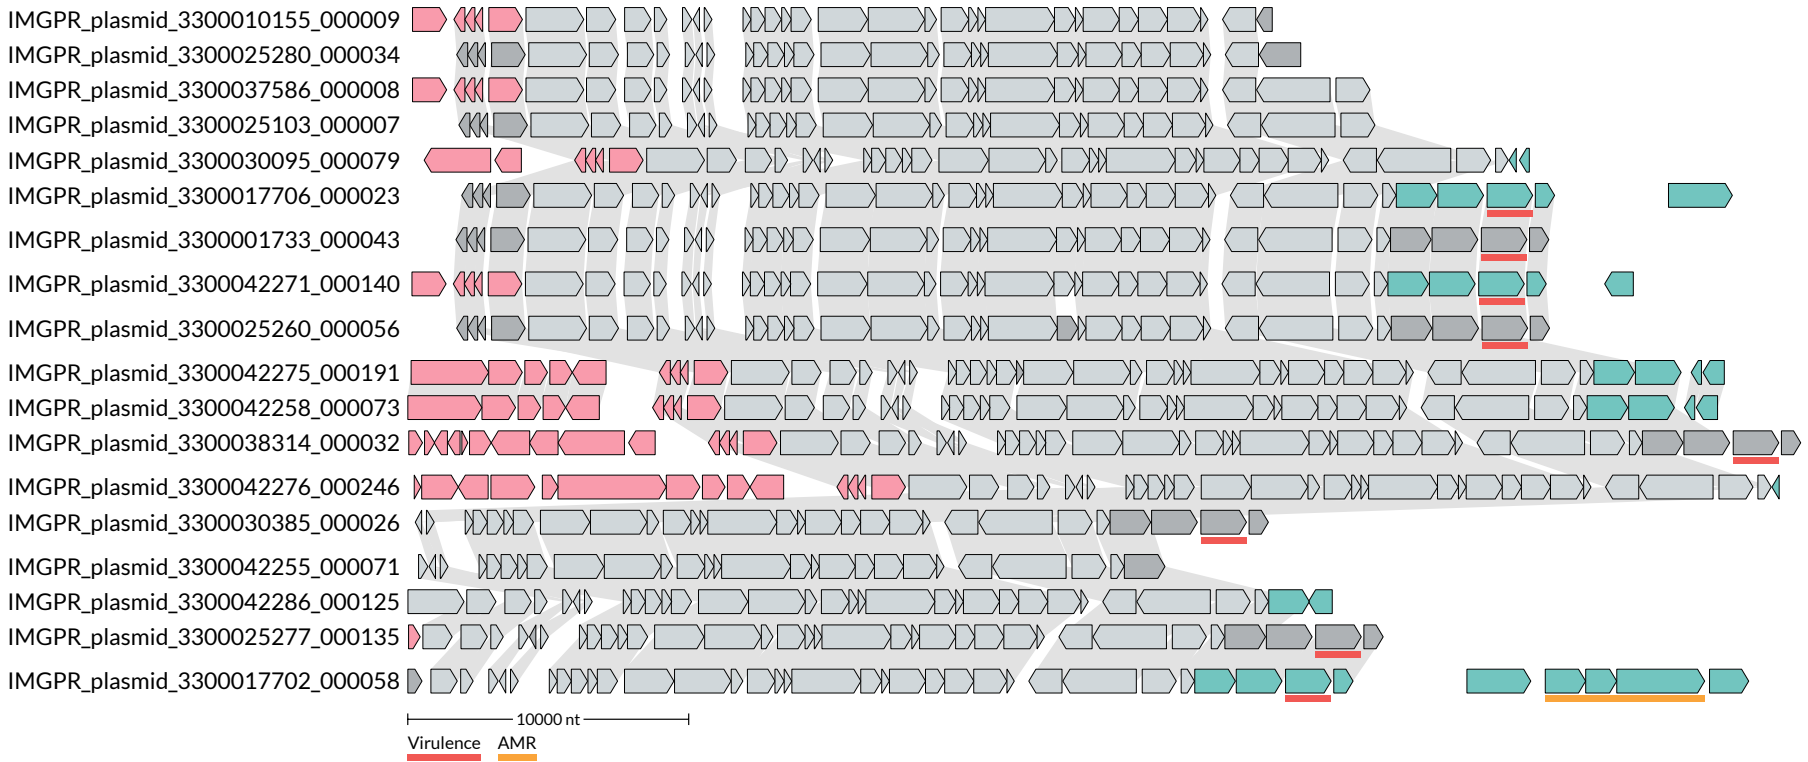 IMGPR_plasmid_3300010155_000009
IMGPR_plasmid_3300025280_000034
IMGPR_plasmid_3300037586_000008
IMGPR_plasmid_3300025103_000007
IMGPR_plasmid_3300030095_000079
IMGPR_plasmid_3300017706_000023
IMGPR_plasmid_3300001733_000043
IMGPR_plasmid_3300042271_000140
IMGPR_plasmid_3300025260_000056
IMGPR_plasmid_3300042275_000191
IMGPR_plasmid_3300042258_000073
IMGPR_plasmid_3300038314_000032
IMGPR_plasmid_3300042276_000246
IMGPR_plasmid_3300030385_000026
IMGPR_plasmid_3300042255_000071
IMGPR_plasmid_3300042286_000125
IMGPR_plasmid_3300025277_000135
IMGPR_plasmid_3300017702_000058
10000 nt
Virulence AMR